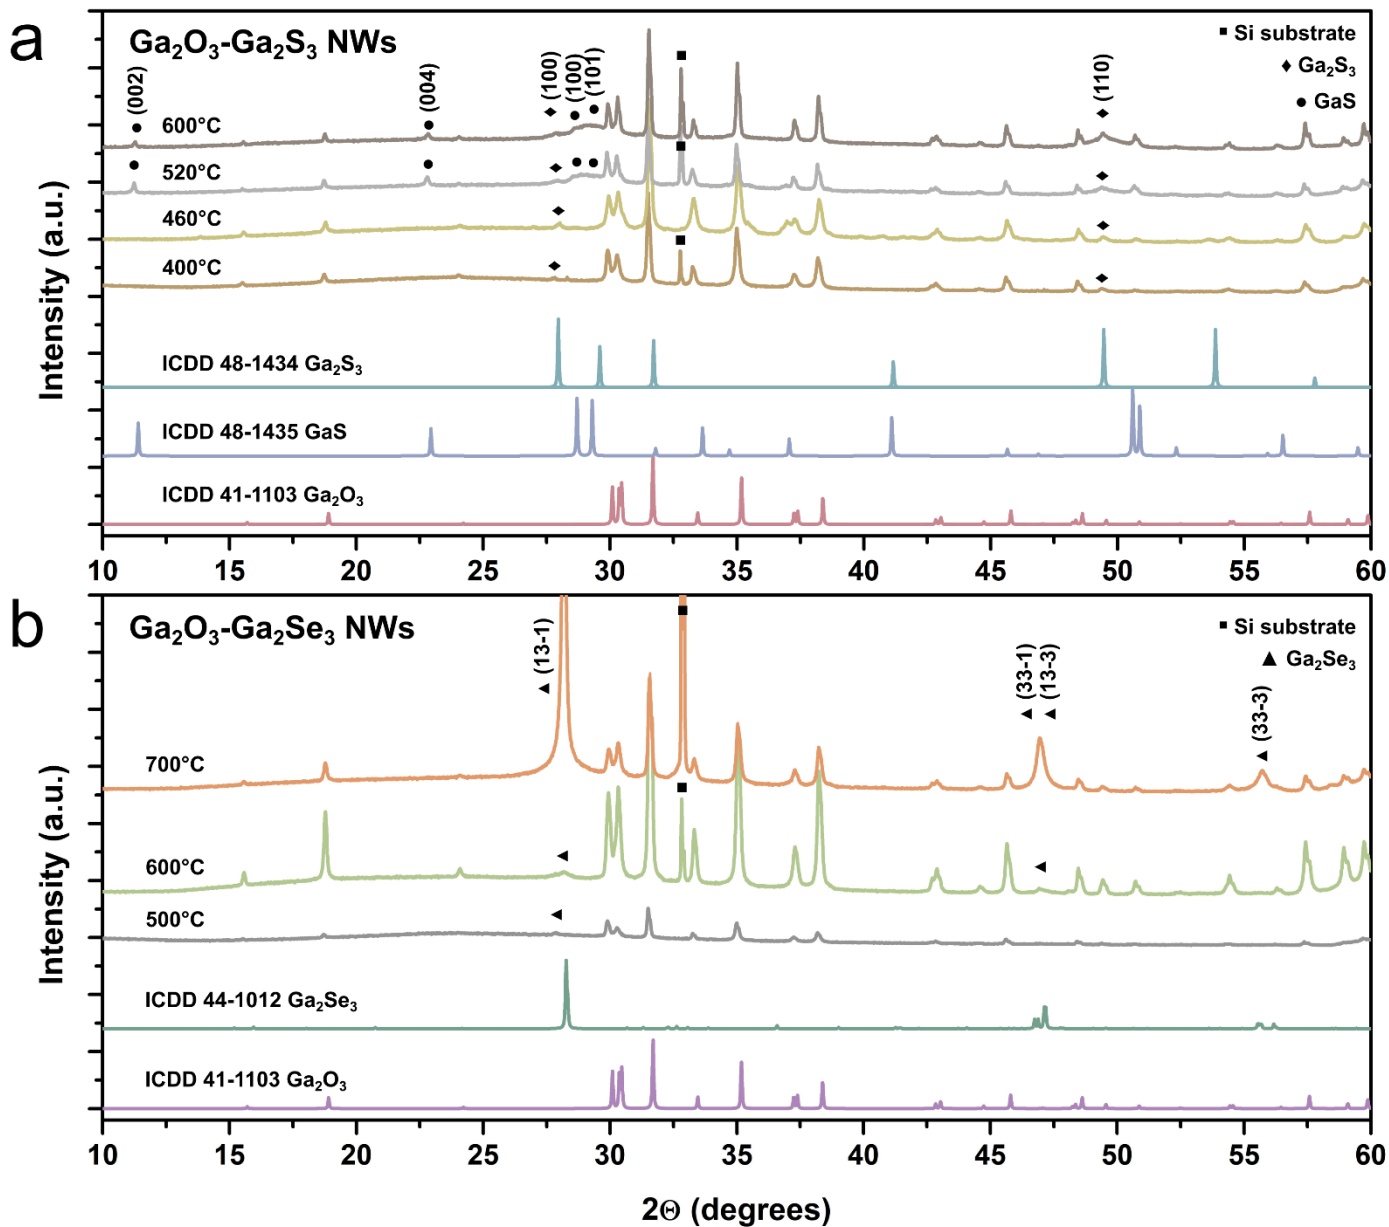 a
Ga₂O₃-Ga₂S₃ NWs
■ Si substrate
♦ Ga₂S₃
● GaS
(002)
(004)
(100)
(100)
(101)
(110)
600°C
520°C
460°C
400°C
ICDD 48-1434 Ga₂S₃
ICDD 48-1435 GaS
ICDD 41-1103 Ga₂O₃
Intensity (a.u.)
10 15 20 25 30 35 40 45 50 55 60
b
Ga₂O₃-Ga₂Se₃ NWs
■ Si substrate
▲ Ga₂Se₃
(13-1)
(33-1)
(13-3)
(33-3)
700°C
600°C
500°C
ICDD 44-1012 Ga₂Se₃
ICDD 41-1103 Ga₂O₃
Intensity (a.u.)
10 15 20 25 30 35 40 45 50 55 60
2Θ (degrees)